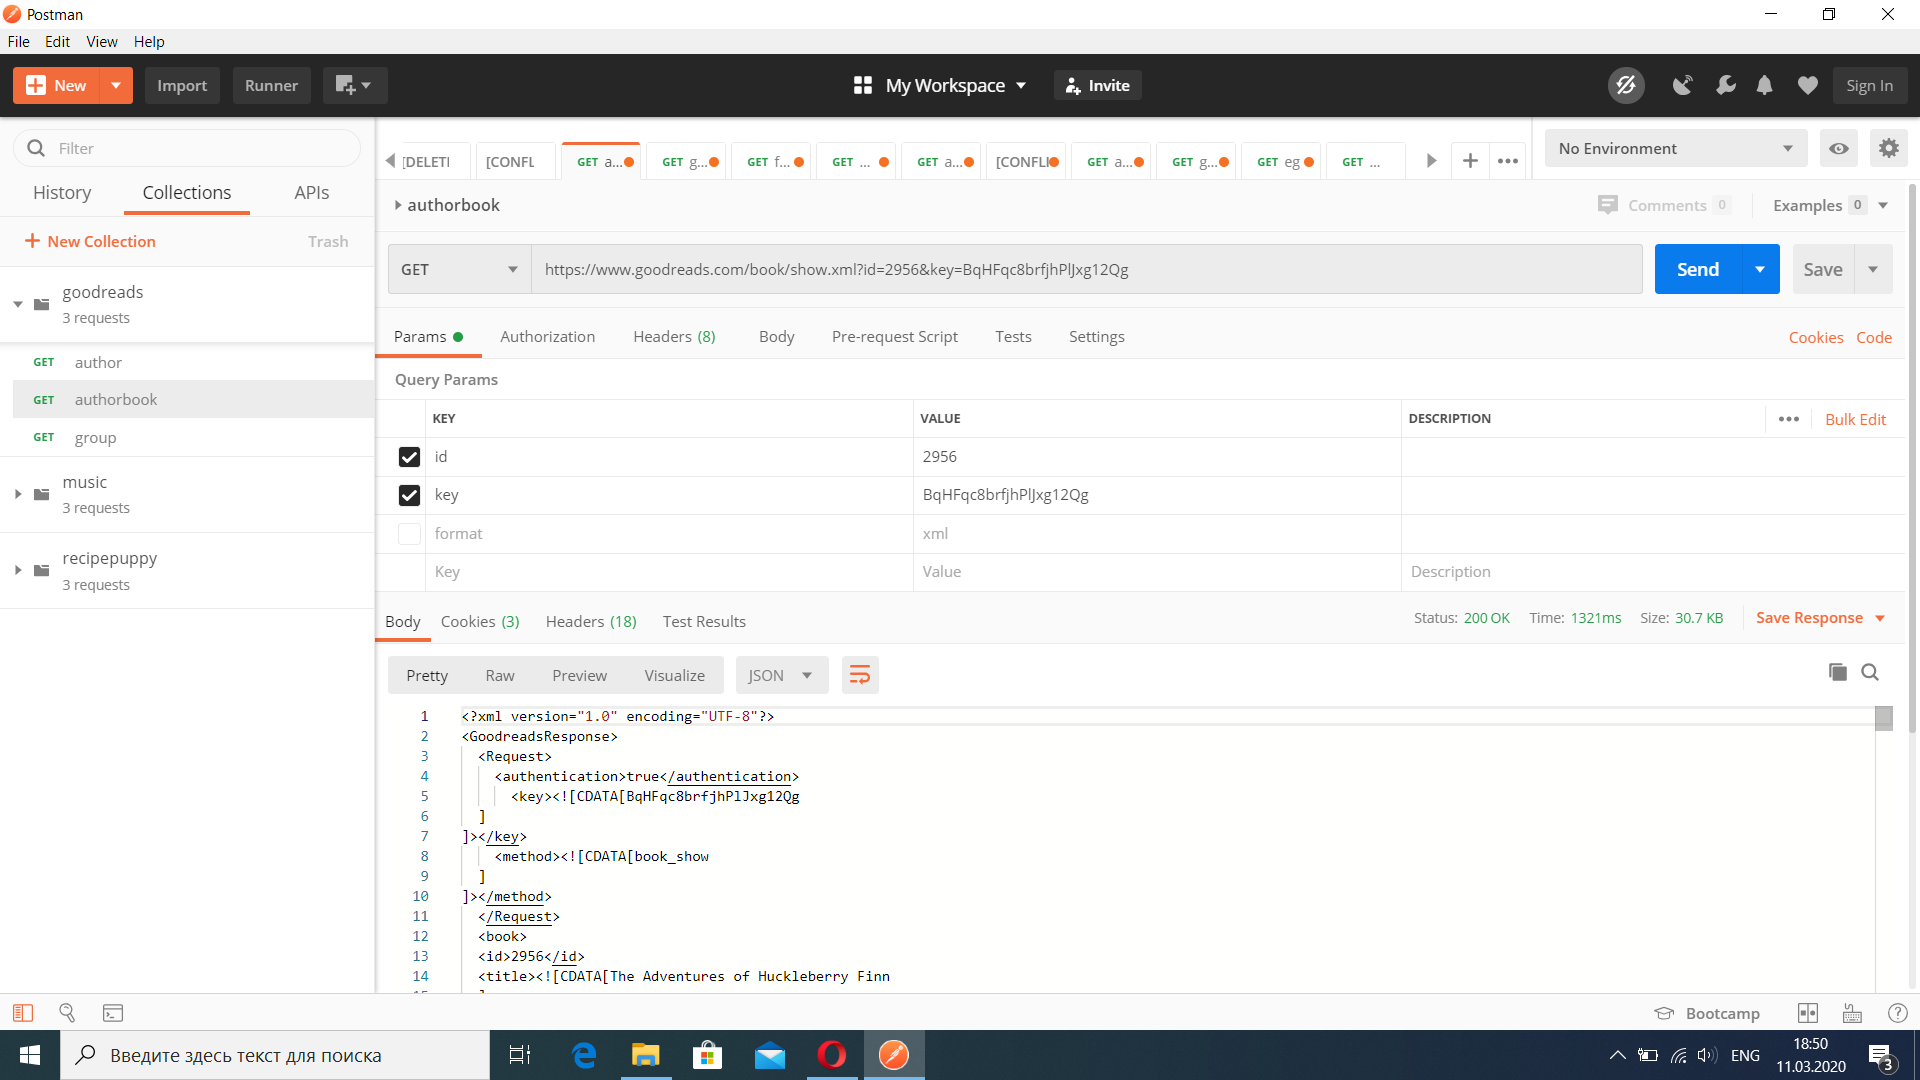 Postman
File Edit View Help
New Import Runner My Workspace Invite Sign In
Filter
History Collections APIs
New Collection Trash
goodreads
3 requests
GET author
GET authorbook
GET group
music
3 requests
recipepuppy
3 requests
[DELETI [CONFL GET a... GET g... GET f... GET ... GET a... [CONFLI GET a... GET g... GET eg GET ...
No Environment
authorbook
Comments 0 Examples 0
GET https://www.goodreads.com/book/show.xml?id=2956&key=BqHFqc8brfjhPlJxg12Qg Send Save
Params Authorization Headers (8) Body Pre-request Script Tests Settings Cookies Code
Query Params
KEY VALUE DESCRIPTION Bulk Edit
id 2956
key BqHFqc8brfjhPlJxg12Qg
format xml
Key Value Description
Body Cookies (3) Headers (18) Test Results Status: 200 OK Time: 1321ms Size: 30.7 KB Save Response
Pretty Raw Preview Visualize JSON
1 <?xml version="1.0" encoding="UTF-8"?>
2 <GoodreadsResponse>
3 <Request>
4 <authentication>true</authentication>
5 <key><![CDATA[BqHFqc8brfjhPlJxg12Qg
6 ]
7 ]></key>
8 <method><![CDATA[book_show
9 ]
10 ]></method>
11 </Request>
12 <book>
13 <id>2956</id>
14 <title><![CDATA[The Adventures of Huckleberry Finn
Bootcamp
Введите здесь текст для поиска
ENG
18:50
11.03.2020
3